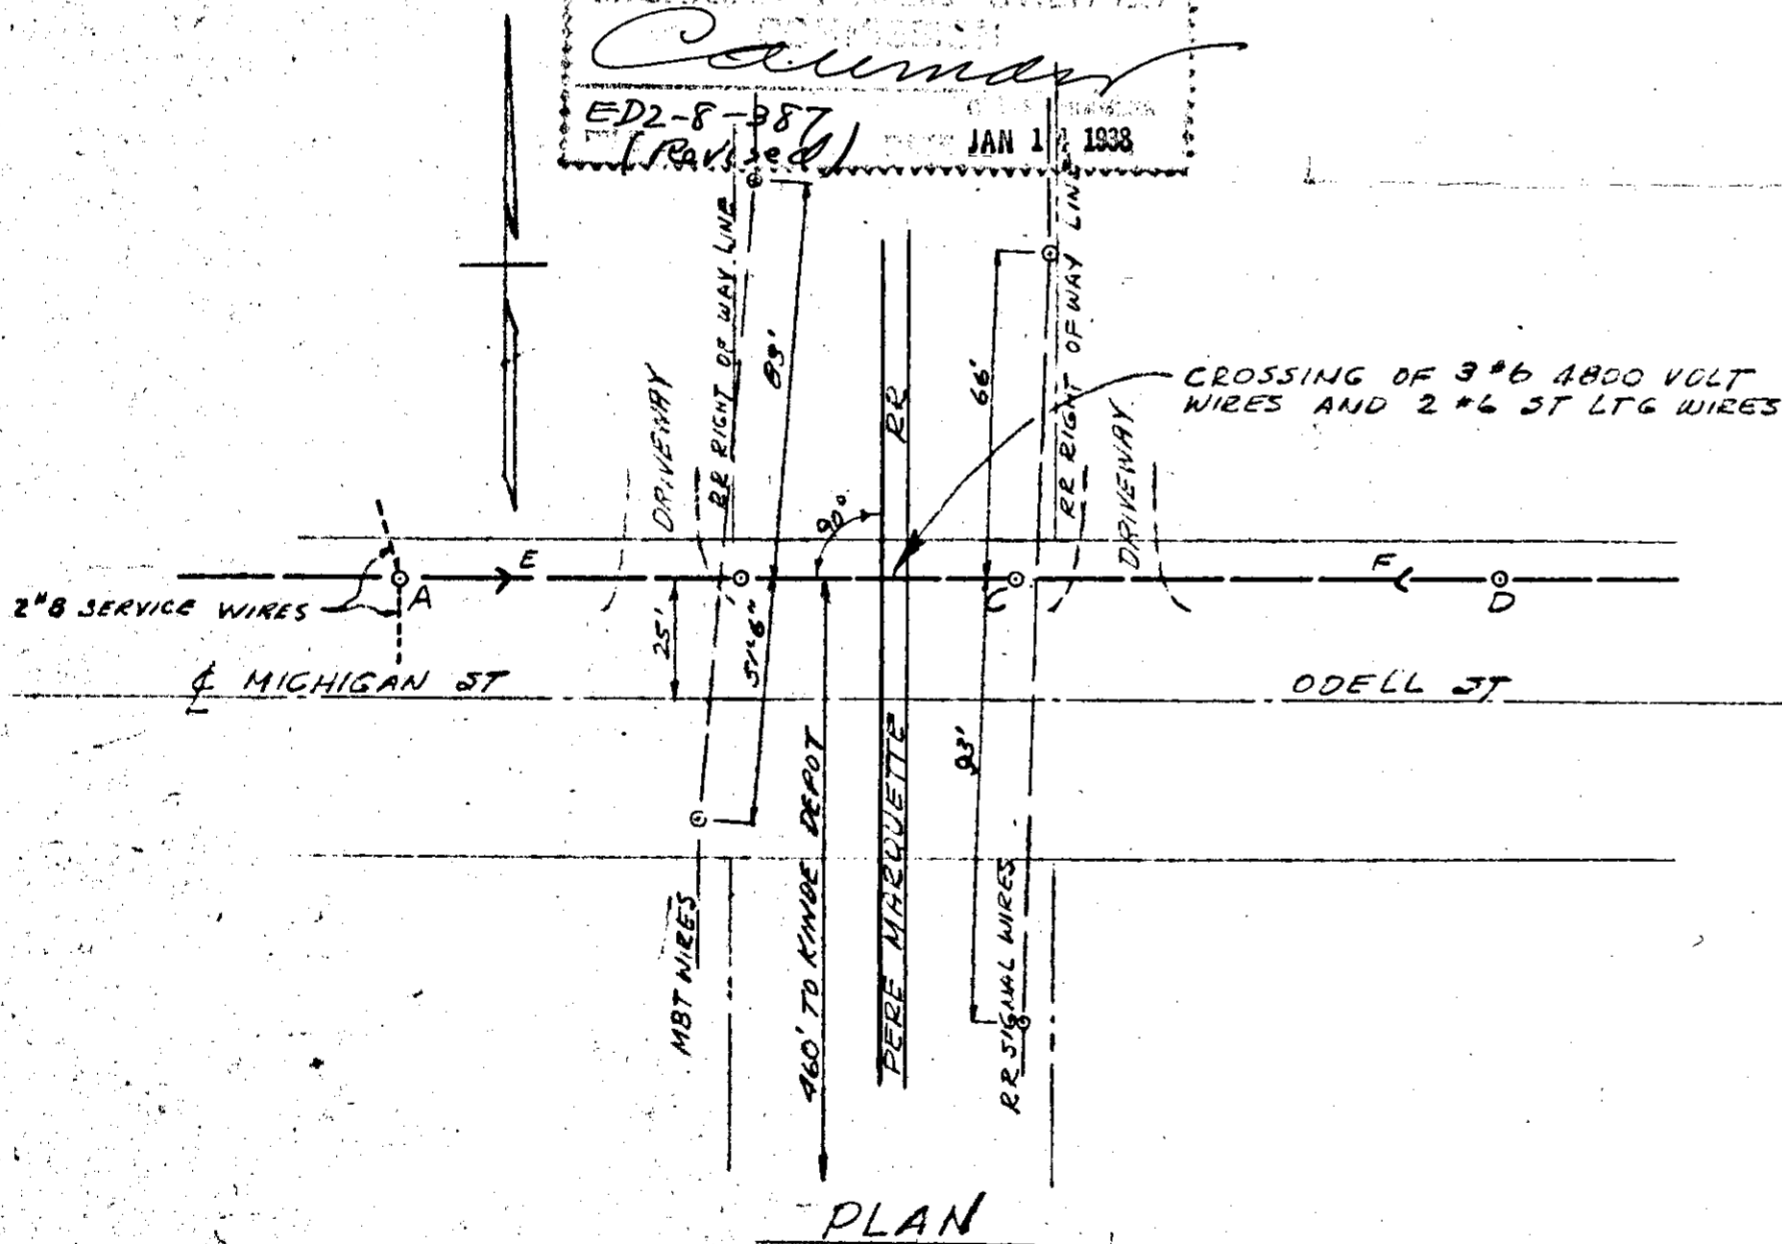 COMMISSION
ED2-8-387
(Revised)
JAN 1 1938
RR RIGHT OF WAY LINE
RR RIGHT OF WAY LINE
89'
66'
RR
DRIVEWAY
DRIVEWAY
CROSSING OF 3 #6 4800 VOLT
WIRES AND 2 #6 ST LTG WIRES
90°
E
F
A
C
D
2 #8 SERVICE WIRES
25'
51'6"
℄ MICHIGAN ST
ODELL ST
93'
460' TO KINDE DEPOT
PERE MARQUETTE
MBT WIRES
RR SIGNAL WIRES
PLAN